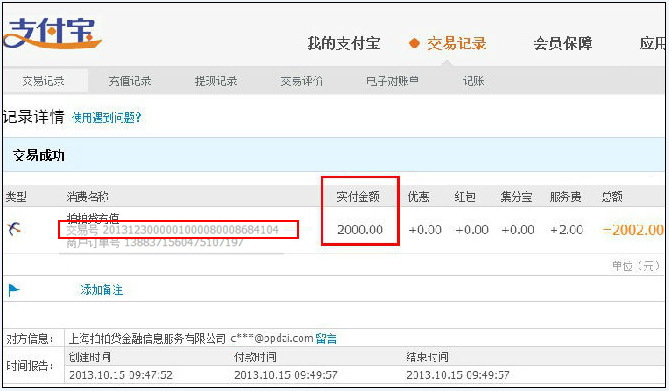 支付宝
我的支付宝 交易记录 会员保障 应用
交易记录 充值记录 提现记录 交易评价 电子对账单 记账
记录详情 使用遇到问题?
交易成功
类型 消费名称 实付金额 优惠 红包 集分宝 服务费 总额
拍拍贷充值
交易号 2013123000001000080008684104 2000.00 +0.00 +0.00 +0.00 +2.00 -2002.00
商户订单号 1388371560475107197
单位（元）
添加备注
对方信息: 上海拍拍贷金融信息服务有限公司 c***@ppdai.com 留言
时间报告: 创建时间 付款时间 结束时间
2013.10.15 09:47:52 2013.10.15 09:49:57 2013.10.15 09:49:57